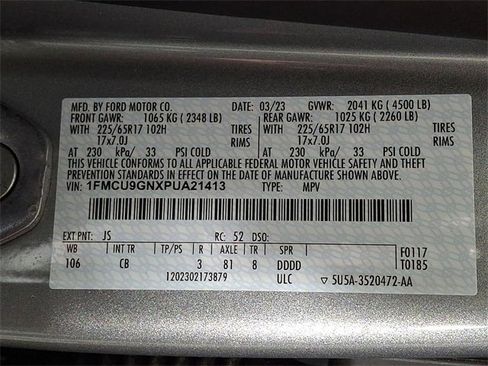 MFD. BY FORD MOTOR CO. DATE: 03/23 GVWR: 2041 KG ( 4500 LB)
FRONT GAWR: 1065 KG ( 2348 LB) REAR GAWR: 1025 KG ( 2260 LB)
WITH 225/65R17 102H TIRES WITH 225/65R17 102H TIRES
17x7.0J RIMS 17x7.0J RIMS
AT 230 kPa/ 33 PSI COLD AT 230 kPa/ 33 PSI COLD
THIS VEHICLE CONFORMS TO ALL APPLICABLE FEDERAL MOTOR VEHICLE SAFETY AND THEFT PREVENTION
STANDARDS IN EFFECT ON THE DATE OF MANUFACTURE SHOWN ABOVE.
VIN: 1FMCU9GNXPUA21413 TYPE: MPV
EXT PNT: JS RC: 52 DSO:
WB INT TR TP/PS R AXLE TR SPR F0117
106 CB 3 81 8 DDDD T0185
1202302173879 ULC 5U5A-3520472-AA